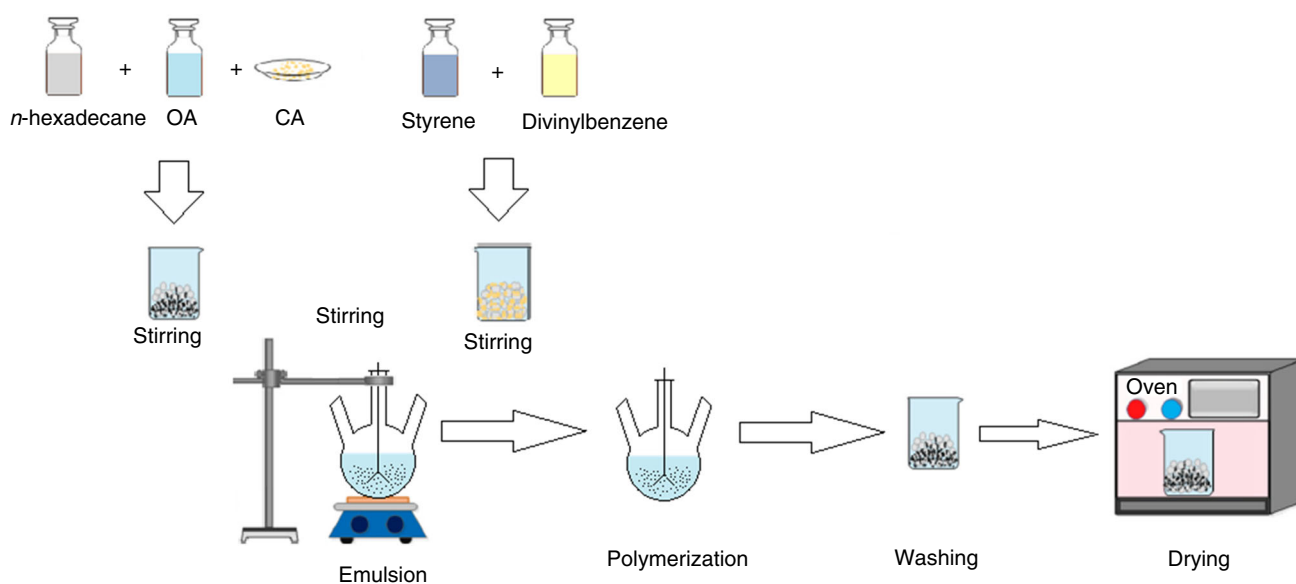 +
+
+
n-hexadecane
OA
CA
Styrene
Divinylbenzene
Stirring
Stirring
Stirring
Oven
Emulsion
Polymerization
Washing
Drying